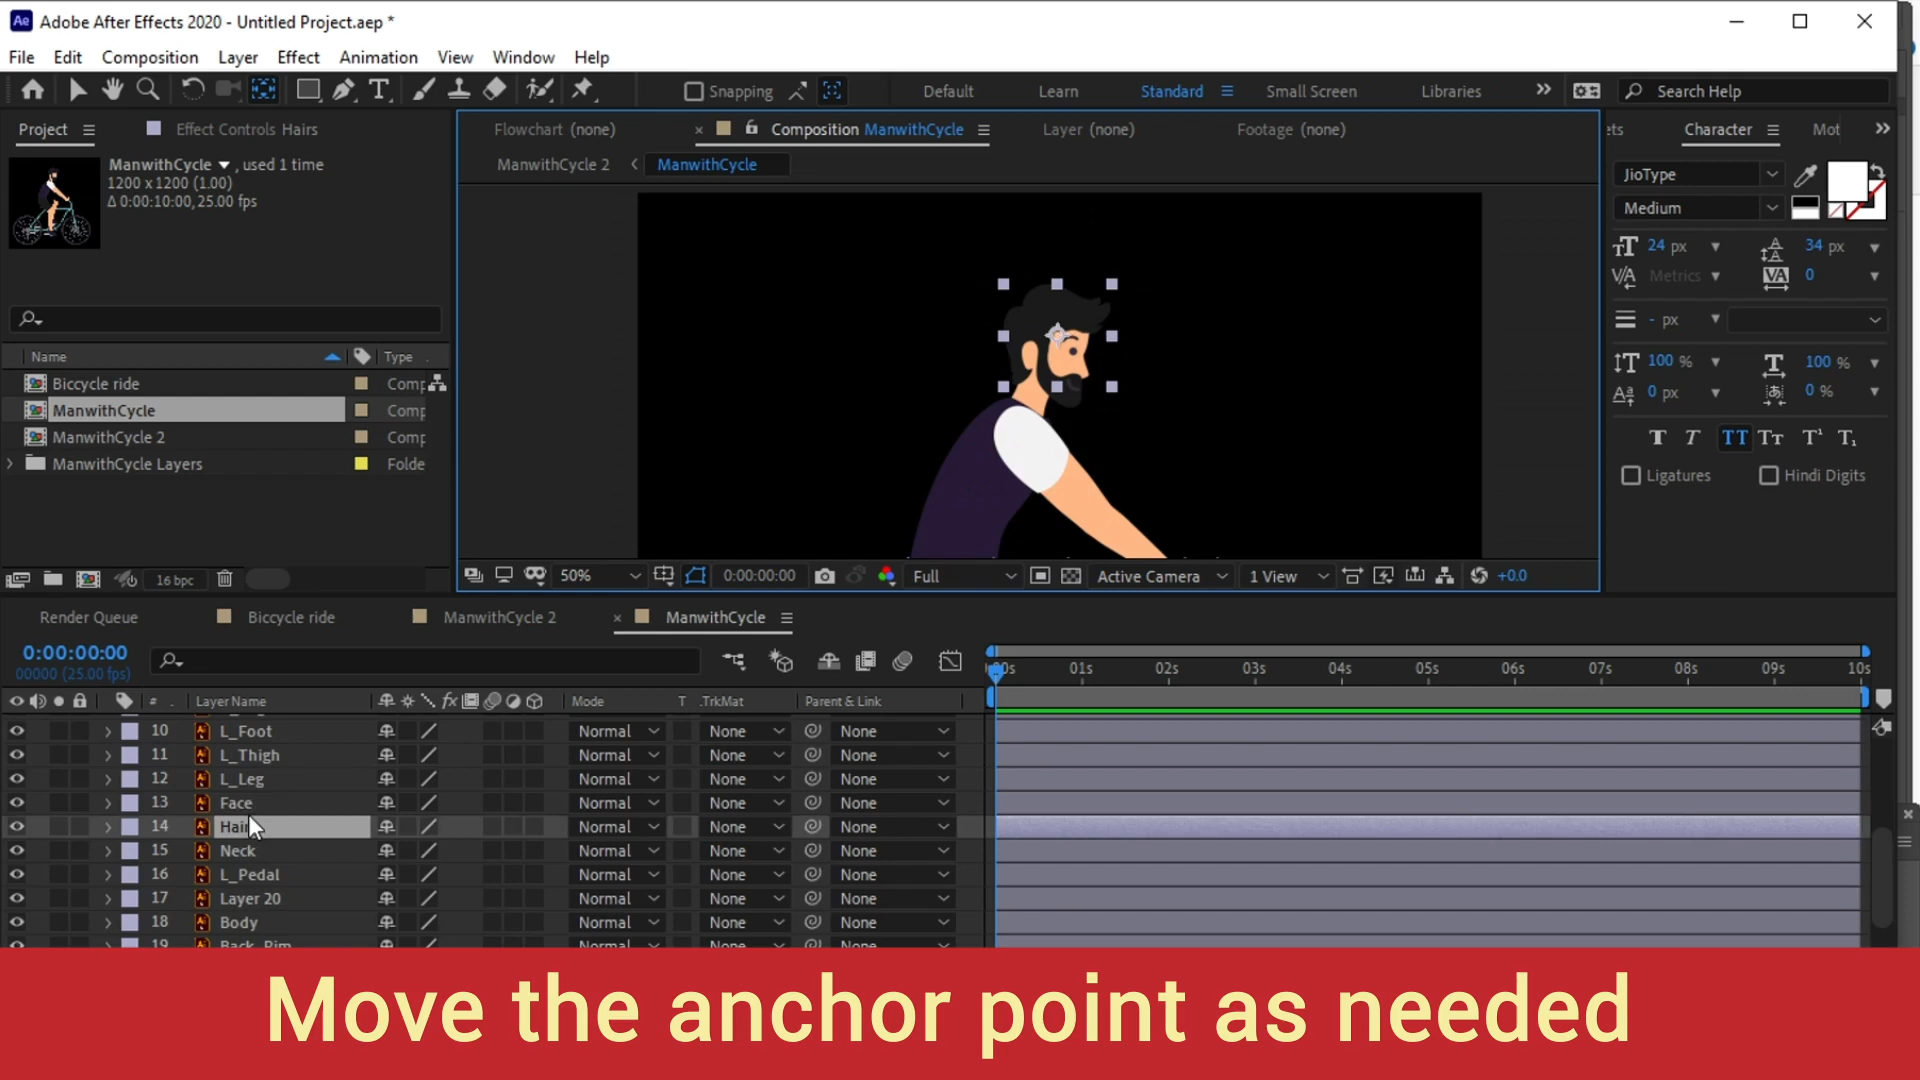 Ae Adobe After Effects 2020 - Untitled Project.aep *
File Edit Composition Layer Effect Animation View Window Help
Snapping Default Learn Standard Small Screen Libraries Search Help
Project Effect Controls Hairs
ManwithCycle , used 1 time
1200 x 1200 (1.00)
Δ 0:00:10:00, 25.00 fps
Flowchart (none) × Composition ManwithCycle Layer (none) Footage (none)
ManwithCycle 2 ManwithCycle
ets Character Mot
JioType
Medium
24 px 34 px
Metrics 0
- px
100 % 100 %
0 px 0 %
T T TT Tт T¹ T₁
Ligatures Hindi Digits
Name Type
Biccycle ride Comp
ManwithCycle Comp
ManwithCycle 2 Comp
ManwithCycle Layers Folde
16 bpc
50% 0:00:00:00 Full Active Camera 1 View +0.0
Render Queue Biccycle ride ManwithCycle 2 × ManwithCycle
0:00:00:00
00000 (25.00 fps)
00s 01s 02s 03s 04s 05s 06s 07s 08s 09s 10s
# Layer Name fx Mode T .TrkMat Parent & Link
10 L_Foot Normal None None
11 L_Thigh Normal None None
12 L_Leg Normal None None
13 Face Normal None None
14 Hair Normal None None
15 Neck Normal None None
16 L_Pedal Normal None None
17 Layer 20 Normal None None
18 Body Normal None None
19 Back_Rim Normal None None
Move the anchor point as needed